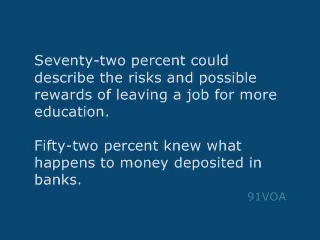 Seventy-two percent could
describe the risks and possible
rewards of leaving a job for more
education.
Fifty-two percent knew what
happens to money deposited in
banks.
91VOA